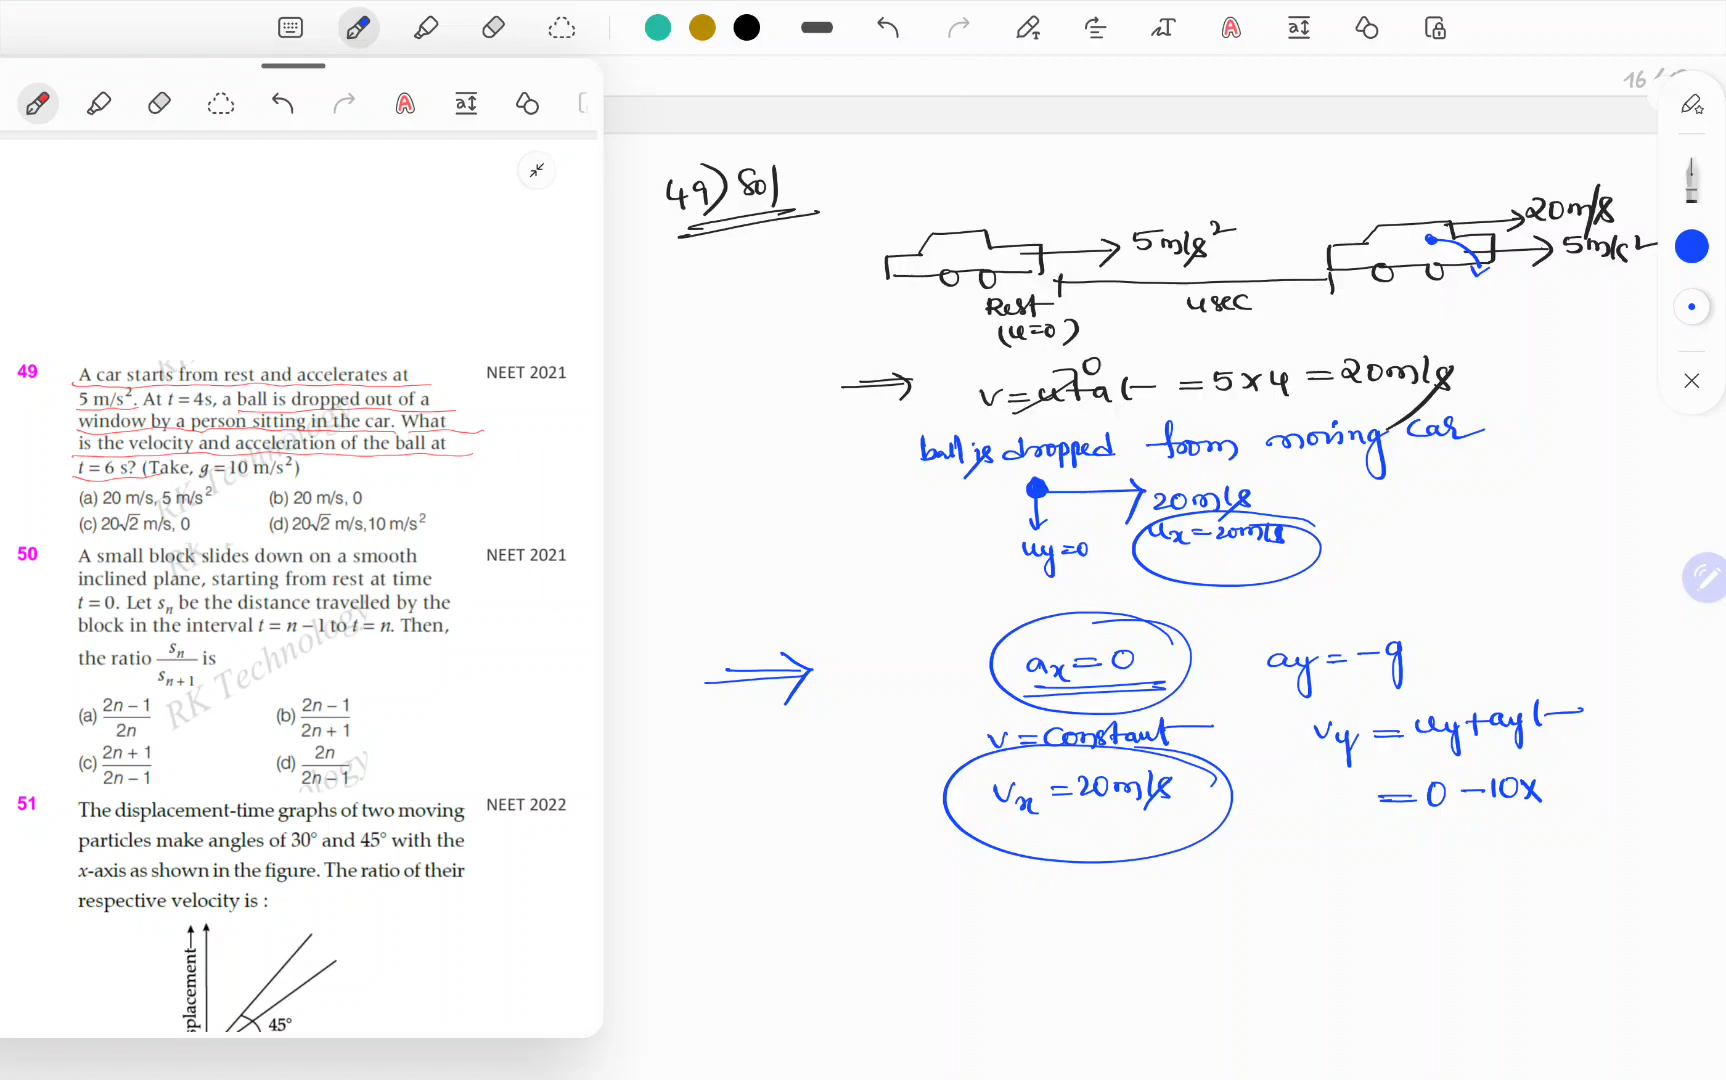 16
49
A car starts from rest and accelerates at
NEET 2021
5 m/s². At t = 4s, a ball is dropped out of a
window by a person sitting in the car. What
is the velocity and acceleration of the ball at
t = 6 s? (Take, g = 10 m/s²)
(a) 20 m/s, 5 m/s²
(b) 20 m/s, 0
(c) 20√2 m/s, 0
(d) 20√2 m/s, 10 m/s²
50
A small block slides down on a smooth
NEET 2021
inclined plane, starting from rest at time
t = 0. Let sₙ be the distance travelled by the
block in the interval t = n − 1 to t = n. Then,
the ratio sₙ/sₙ₊₁ is
(a) 2n − 1/2n
(b) 2n − 1/2n + 1
(c) 2n + 1/2n − 1
(d) 2n/2n − 1
51
The displacement-time graphs of two moving
NEET 2022
particles make angles of 30° and 45° with the
x-axis as shown in the figure. The ratio of their
respective velocity is :
placement→
45°
RK Technology
RK Technology
49) Sol
5 m/s²
20 m/s
5 m/s²
Rest
(u=0)
4 sec
⇒ v = u + at = 5 × 4 = 20 m/s
0
ball is dropped from moving car
20 m/s
ux = 20 m/s
uy = 0
⇒ ax = 0
ay = −g
v = constant
vy = uy + ay t
vx = 20 m/s
= 0 − 10 ×